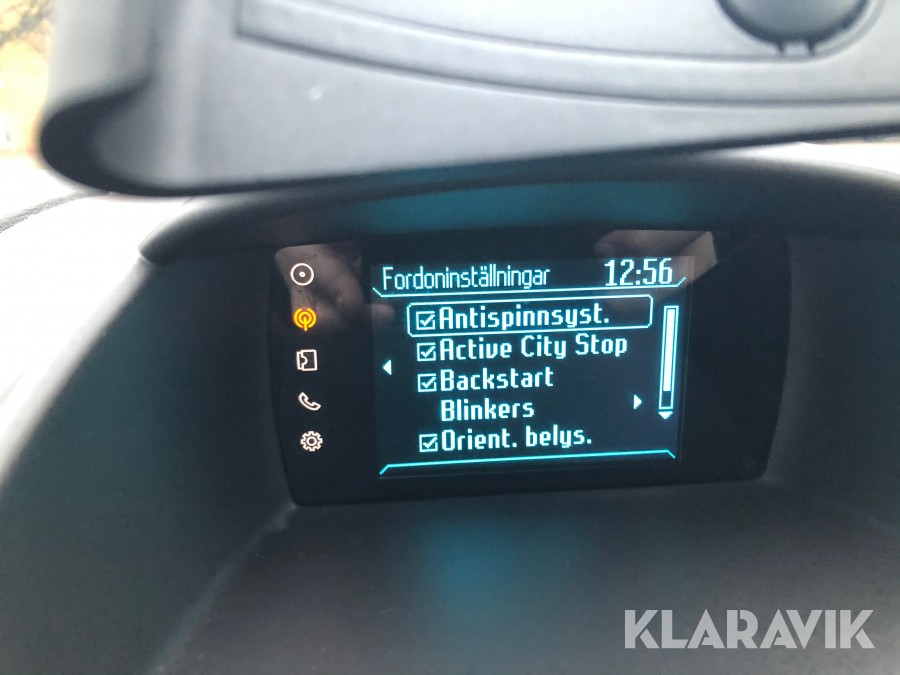 Fordoninställningar 12:56
Antispinnsyst.
Active City Stop
Backstart
Blinkers
Orient. belys.
KLARAVIK